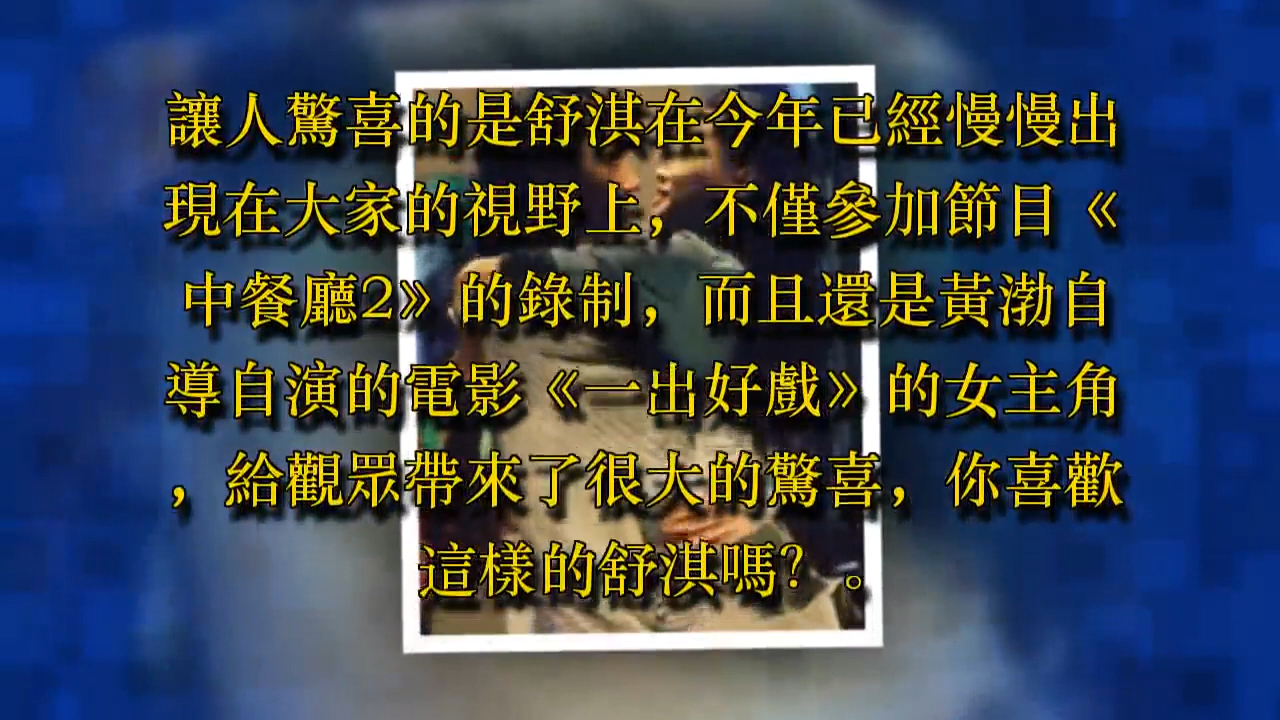 讓人驚喜的是舒淇在今年已經慢慢出
現在大家的視野上，不僅參加節目《
中餐廳2》的錄制，而且還是黃渤自
導自演的電影《一出好戲》的女主角
，給觀眾帶來了很大的驚喜，你喜歡
這樣的舒淇嗎？。